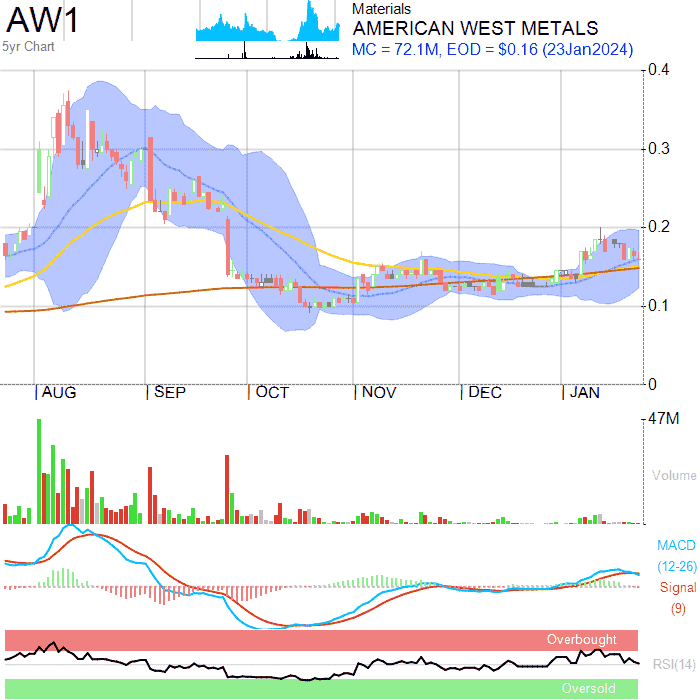 AW1
5yr Chart
Materials
AMERICAN WEST METALS
MC = 72.1M, EOD = $0.16 (23Jan2024)
0.4
0.3
0.2
0.1
0
AUG SEP OCT NOV DEC JAN
47M
Volume
MACD
(12-26)
Signal
(9)
Overbought
RSI(14)
Oversold